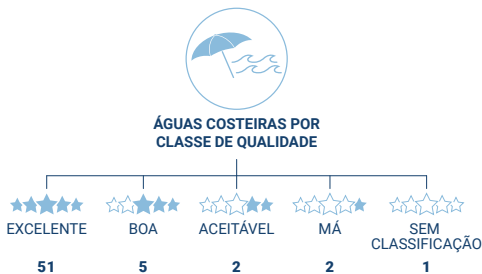 ÁGUAS COSTEIRAS POR
CLASSE DE QUALIDADE
EXCELENTE
BOA
ACEITÁVEL
MÁ
SEM
CLASSIFICAÇÃO
51
5
2
2
1